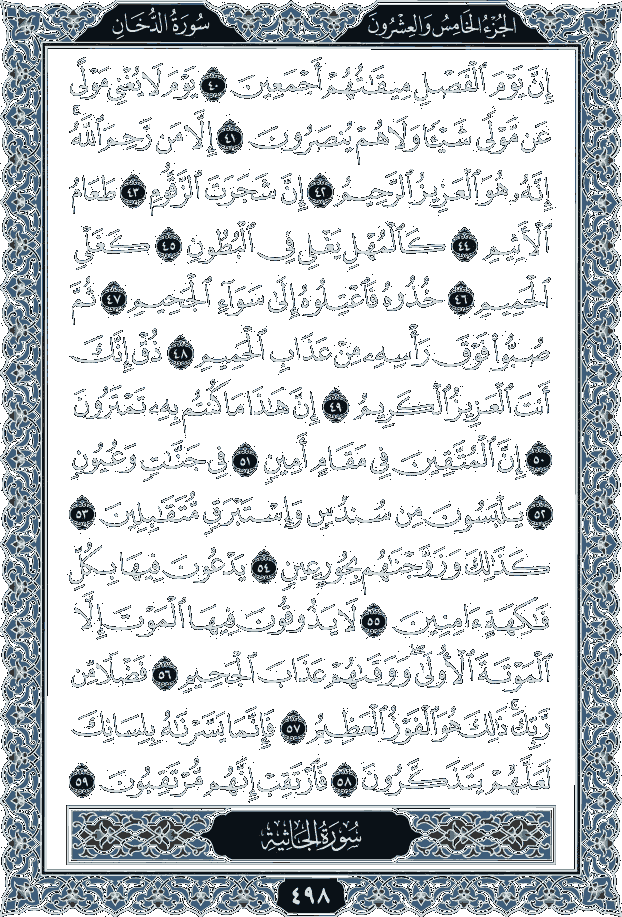 سُورَةُ الدُّخَانِ
الجُزْءُ الخَامِسُ وَالعِشْرُونَ
إِنَّ يَوْمَ ٱلْفَصْلِ مِيقَٰتُهُمْ أَجْمَعِينَ ٤٠ يَوْمَ لَا يُغْنِى مَوْلًى
عَن مَّوْلًى شَيْـًٔا وَلَا هُمْ يُنصَرُونَ ٤١ إِلَّا مَن رَّحِمَ ٱللَّهُ ۚ
إِنَّهُۥ هُوَ ٱلْعَزِيزُ ٱلرَّحِيمُ ٤٢ إِنَّ شَجَرَتَ ٱلزَّقُّومِ ٤٣ طَعَامُ
ٱلْأَثِيمِ ٤٤ كَٱلْمُهْلِ يَغْلِى فِى ٱلْبُطُونِ ٤٥ كَغَلْىِ
ٱلْحَمِيمِ ٤٦ خُذُوهُ فَٱعْتِلُوهُ إِلَىٰ سَوَآءِ ٱلْجَحِيمِ ٤٧ ثُمَّ
صُبُّوا۟ فَوْقَ رَأْسِهِۦ مِنْ عَذَابِ ٱلْحَمِيمِ ٤٨ ذُقْ إِنَّكَ
أَنتَ ٱلْعَزِيزُ ٱلْكَرِيمُ ٤٩ إِنَّ هَٰذَا مَا كُنتُم بِهِۦ تَمْتَرُونَ
٥٠ إِنَّ ٱلْمُتَّقِينَ فِى مَقَامٍ أَمِينٍ ٥١ فِى جَنَّٰتٍ وَعُيُونٍ
٥٢ يَلْبَسُونَ مِن سُندُسٍ وَإِسْتَبْرَقٍ مُّتَقَٰبِلِينَ ٥٣
كَذَٰلِكَ وَزَوَّجْنَٰهُم بِحُورٍ عِينٍ ٥٤ يَدْعُونَ فِيهَا بِكُلِّ
فَٰكِهَةٍ ءَامِنِينَ ٥٥ لَا يَذُوقُونَ فِيهَا ٱلْمَوْتَ إِلَّا
ٱلْمَوْتَةَ ٱلْأُولَىٰ ۖ وَوَقَىٰهُمْ عَذَابَ ٱلْجَحِيمِ ٥٦ فَضْلًا مِّن
رَّبِّكَ ۚ ذَٰلِكَ هُوَ ٱلْفَوْزُ ٱلْعَظِيمُ ٥٧ فَإِنَّمَا يَسَّرْنَٰهُ بِلِسَانِكَ
لَعَلَّهُمْ يَتَذَكَّرُونَ ٥٨ فَٱرْتَقِبْ إِنَّهُم مُّرْتَقِبُونَ ٥٩
سُورَةُ الجَاثِيَةِ
٤٩٨